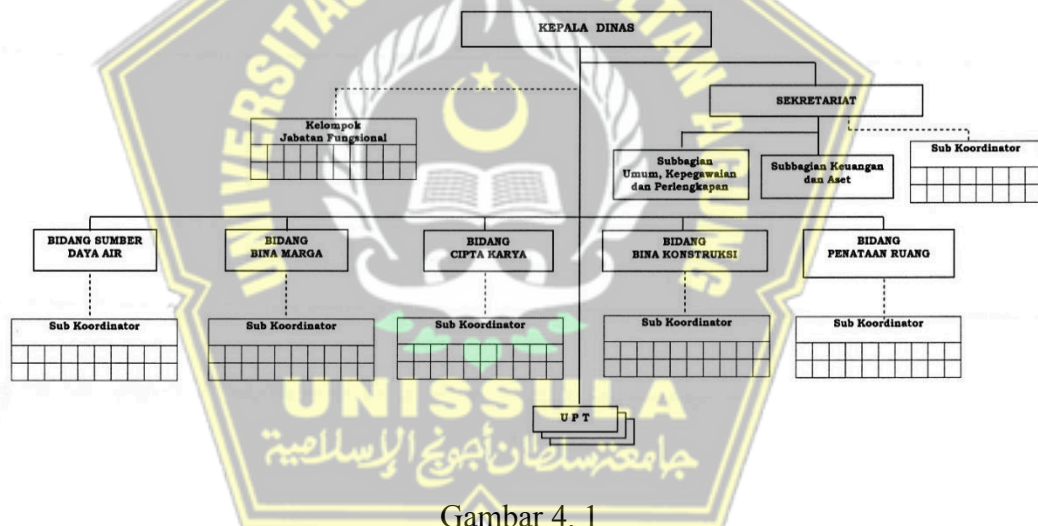 KEPALA DINAS
SEKRETARIAT
Kelompok
Jabatan Fungsional
Sub Koordinator
Subbagian
Umum, Kepegawaian
dan Perlengkapan
Subbagian Keuangan
dan Aset
BIDANG SUMBER
DAYA AIR
BIDANG
BINA MARGA
BIDANG
CIPTA KARYA
BIDANG
BINA KONSTRUKSI
BIDANG
PENATAAN RUANG
Sub Koordinator
Sub Koordinator
Sub Koordinator
Sub Koordinator
Sub Koordinator
U P T
UNISSULA
جامعة سلطان أجونج الإسلامية
Gambar 4. 1